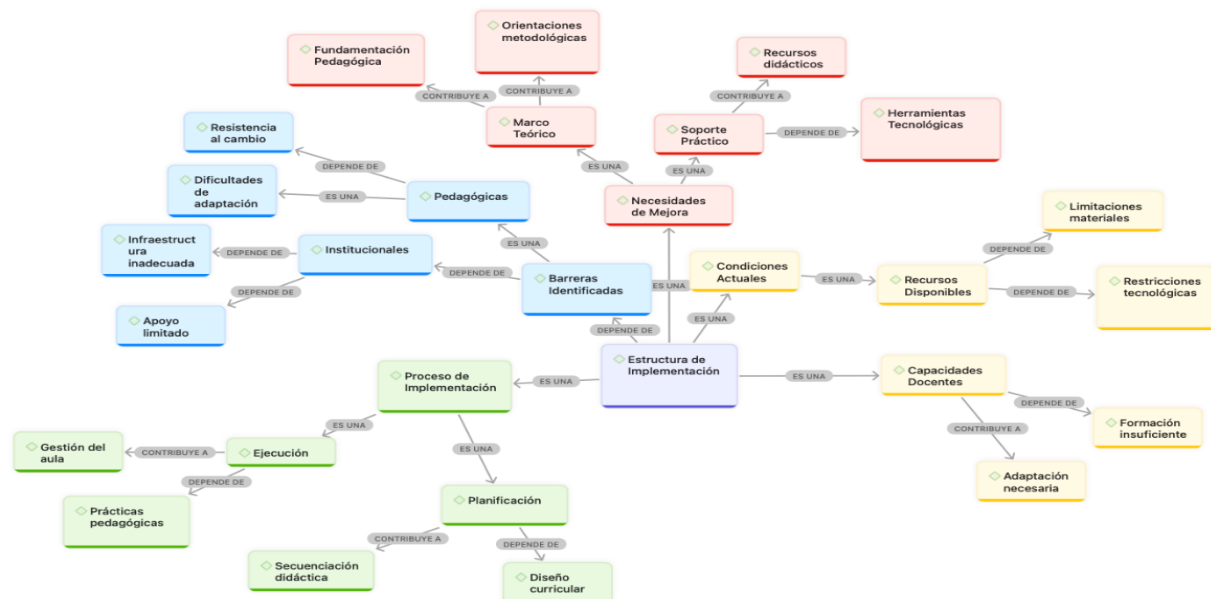 Orientaciones
metodológicas
Fundamentación
Pedagógica
Recursos
didácticos
CONTRIBUYE A
CONTRIBUYE A
CONTRIBUYE A
Marco
Teórico
Soporte
Práctico
DEPENDE DE
Herramientas
Tecnológicas
Resistencia
al cambio
DEPENDE DE
ES UNA
ES UNA
Dificultades
de
adaptación
ES UNA
Pedagógicas
Necesidades
de Mejora
Limitaciones
materiales
Infraestruct
ura
inadecuada
DEPENDE DE
Institucionales
ES UNA
DEPENDE DE
Barreras
Identificadas
ES UNA
Condiciones
Actuales
ES UNA
Recursos
Disponibles
DEPENDE DE
DEPENDE DE
Restricciones
tecnológicas
DEPENDE DE
Apoyo
limitado
DEPENDE DE
ES UNA
Estructura de
Implementación
Proceso de
Implementación
ES UNA
ES UNA
Capacidades
Docentes
DEPENDE DE
Formación
insuficiente
CONTRIBUYE A
Adaptación
necesaria
ES UNA
ES UNA
Gestión del
aula
CONTRIBUYE A
Ejecución
DEPENDE DE
Prácticas
pedagógicas
Planificación
CONTRIBUYE A
DEPENDE DE
Secuenciación
didáctica
Diseño
curricular